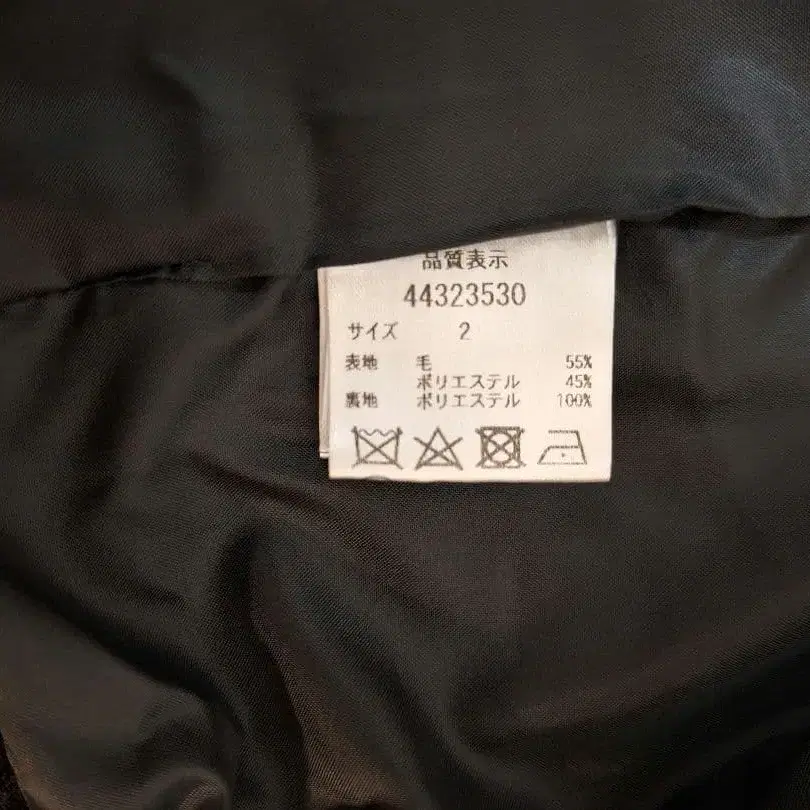 品質表示
44323530
サイズ 2
表地 毛 55%
ポリエステル 45%
裏地 ポリエステル 100%